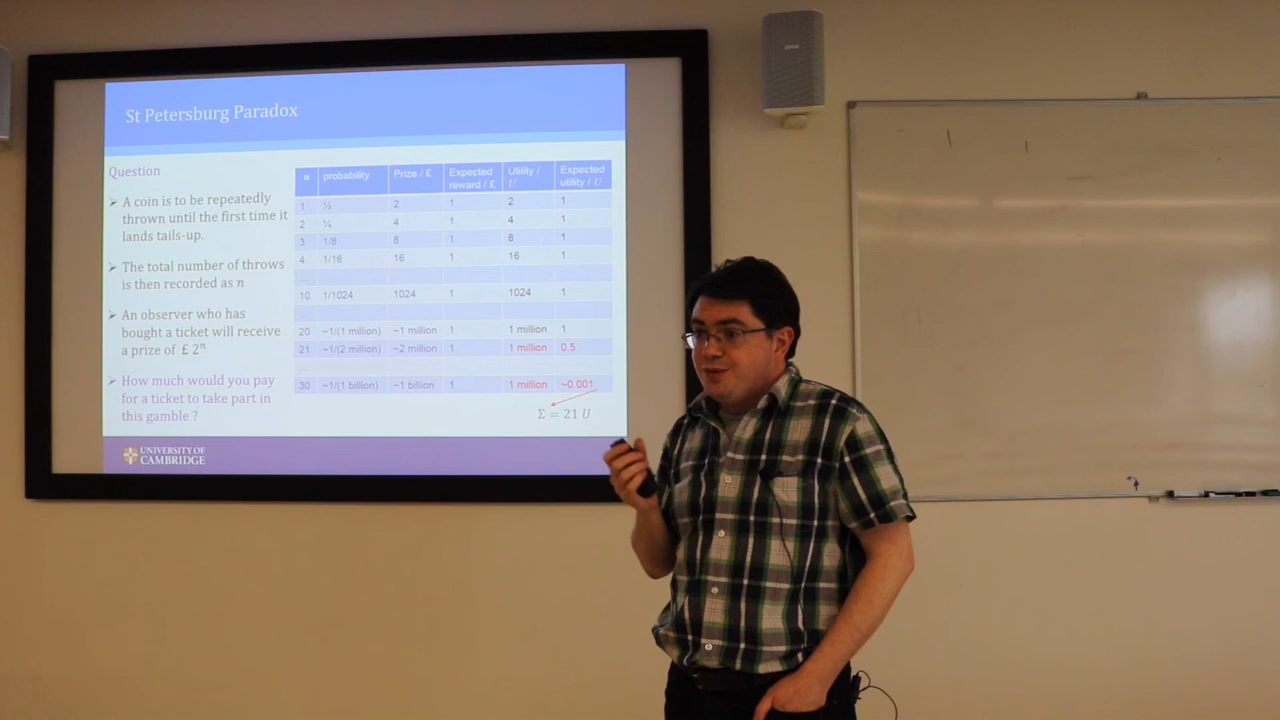 St Petersburg Paradox
Question
➢ A coin is to be repeatedly
thrown until the first time it
lands tails-up.
➢ The total number of throws
is then recorded as n
➢ An observer who has
bought a ticket will receive
a prize of £ 2ⁿ
➢ How much would you pay
for a ticket to take part in
this gamble ?
n probability Prize / £ Expected reward / £ Utility / U Expected utility / U
1 ½ 2 1 2 1
2 ¼ 4 1 4 1
3 1/8 8 1 8 1
4 1/16 16 1 16 1
...
10 1/1024 1024 1 1024 1
...
20 ~1/(1 million) ~1 million 1 1 million 1
21 ~1/(2 million) ~2 million 1 1 million 0.5
...
30 ~1/(1 billion) ~1 billion 1 1 million ~0.001
Σ = 21 U
UNIVERSITY OF
CAMBRIDGE